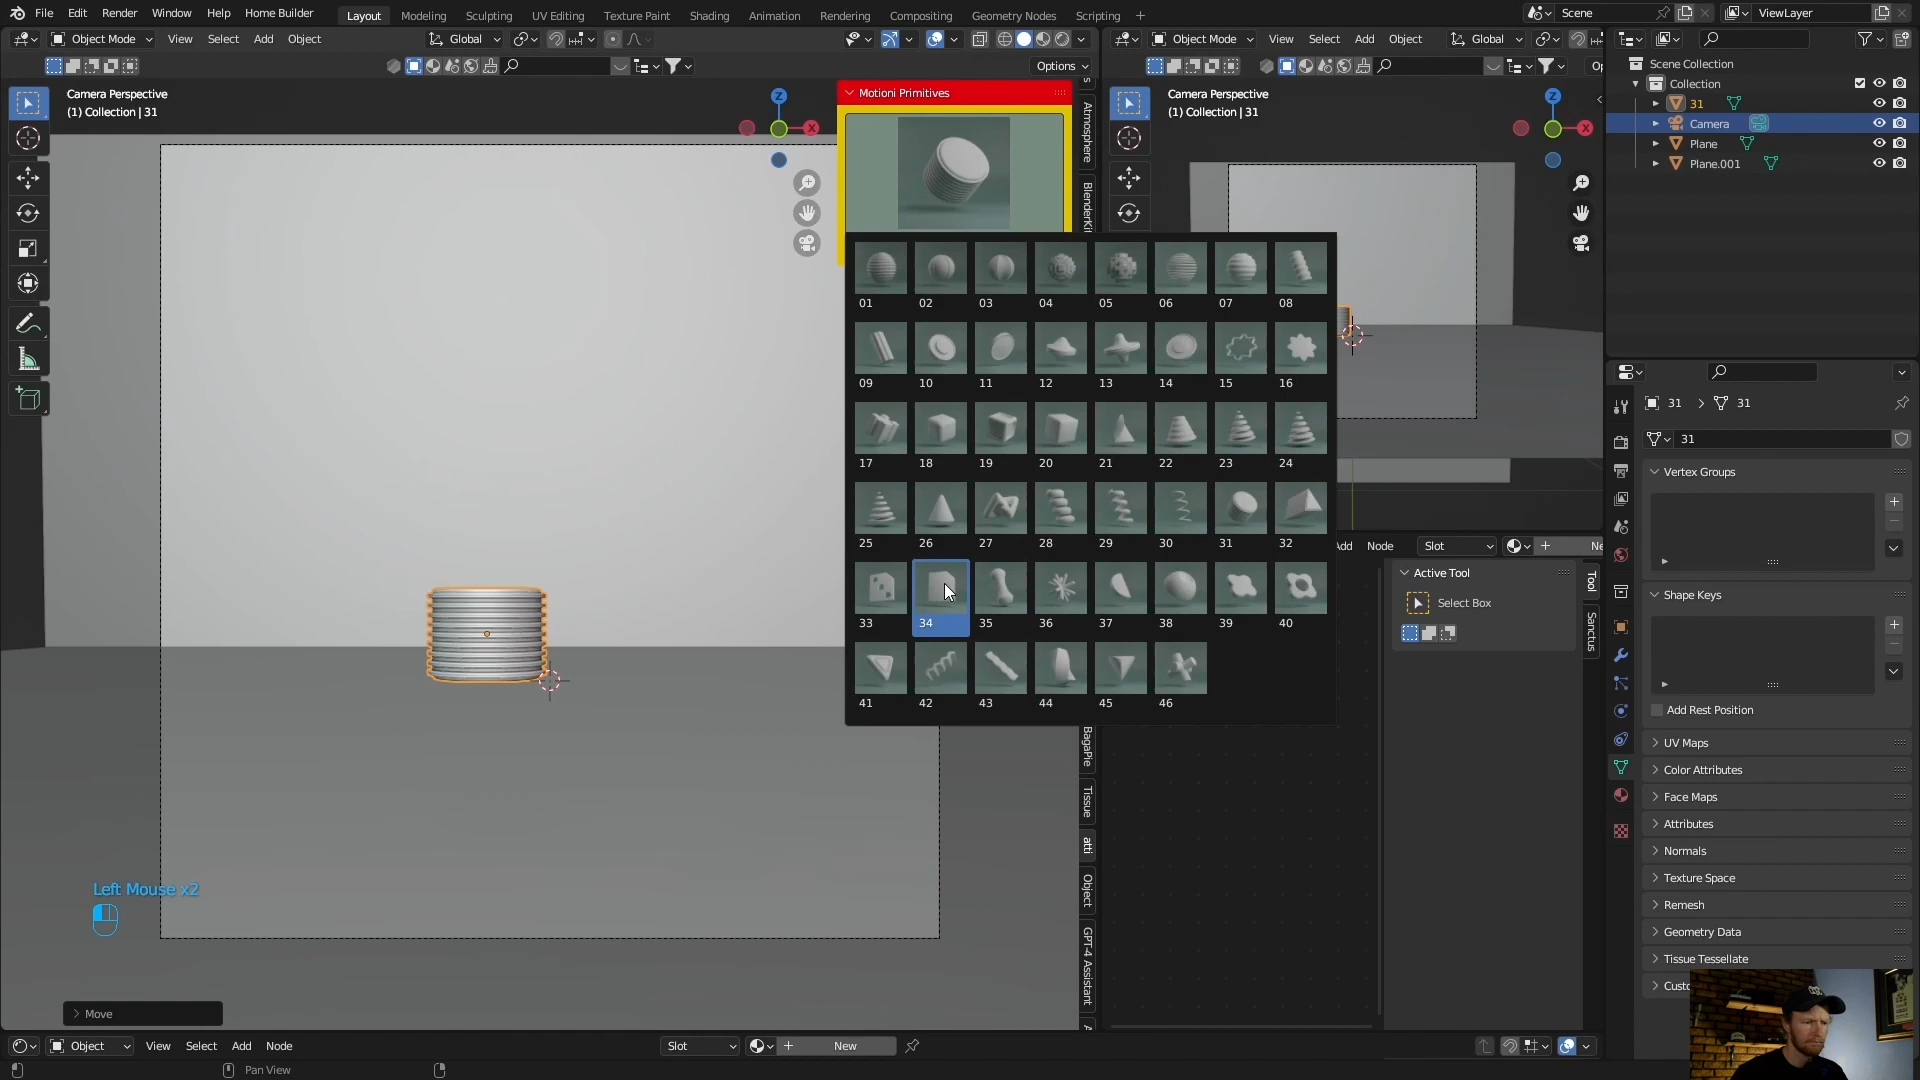 File Edit Render Window Help Home Builder Layout Modeling Sculpting UV Editing Texture Paint Shading Animation Rendering Compositing Geometry Nodes Scripting + Scene ViewLayer
Object Mode View Select Add Object Global Object Mode View Select Add Object Global
Options Op
Camera Perspective
(1) Collection | 31
Motioni Primitives
Camera Perspective
(1) Collection | 31
Scene Collection
Collection
31
Camera
Plane
Plane.001
Atmosphere
BlenderKit
01 02 03 04 05 06 07 08
09 10 11 12 13 14 15 16
17 18 19 20 21 22 23 24
25 26 27 28 29 30 31 32
33 34 35 36 37 38 39 40
41 42 43 44 45 46
Add Node Slot Ne
Active Tool
Select Box
Tool
Sanctus
31 31
31
Vertex Groups
Shape Keys
Add Rest Position
UV Maps
Color Attributes
Face Maps
Attributes
Normals
Texture Space
Remesh
Geometry Data
Tissue Tessellate
Custo
BagaPie
Tissue
atti
Object
GPT-4 Assistant
A
Left Mouse x2
Move
Object View Select Add Node Slot New
Pan View